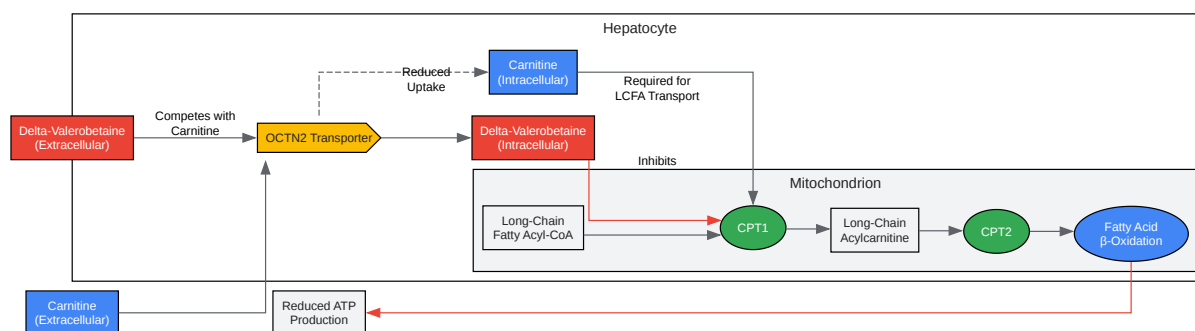 Hepatocyte
Carnitine
(Intracellular)
Reduced
Uptake
Required for
LCFA Transport
Delta-Valerobetaine
(Extracellular)
Competes with
Carnitine
OCTN2 Transporter
Delta-Valerobetaine
(Intracellular)
Inhibits
Mitochondrion
Long-Chain
Fatty Acyl-CoA
CPT1
Long-Chain
Acylcarnitine
CPT2
Fatty Acid
β-Oxidation
Carnitine
(Extracellular)
Reduced ATP
Production